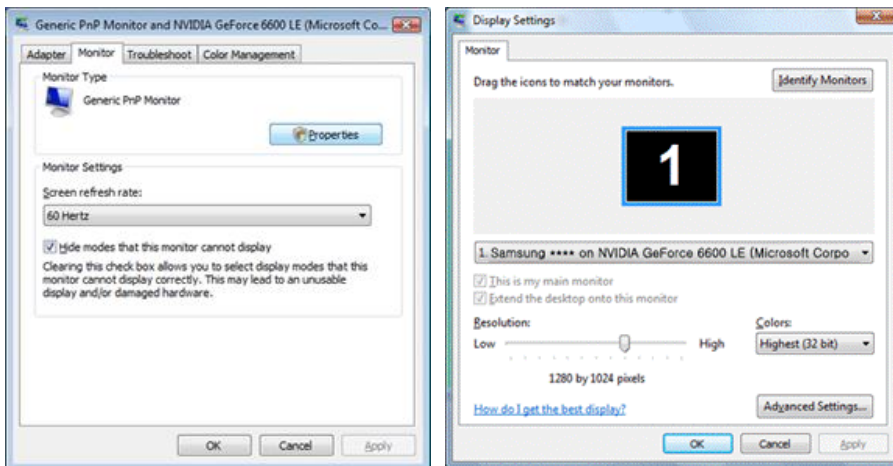 Generic PnP Monitor and NVIDIA GeForce 6600 LE (Microsoft Co...
Adapter Monitor Troubleshoot Color Management
Monitor Type
Generic PnP Monitor
Properties
Monitor Settings
Screen refresh rate:
60 Hertz
Hide modes that this monitor cannot display
Clearing this check box allows you to select display modes that this
monitor cannot display correctly. This may lead to an unusable
display and/or damaged hardware.
OK Cancel Apply
Display Settings
Monitor
Drag the icons to match your monitors.
Identify Monitors
1
1. Samsung **** on NVIDIA GeForce 6600 LE (Microsoft Corpo
This is my main monitor
Extend the desktop onto this monitor
Resolution:
Low High
1280 by 1024 pixels
Colors:
Highest (32 bit)
How do I get the best display?
Advanced Settings...
OK Cancel Apply